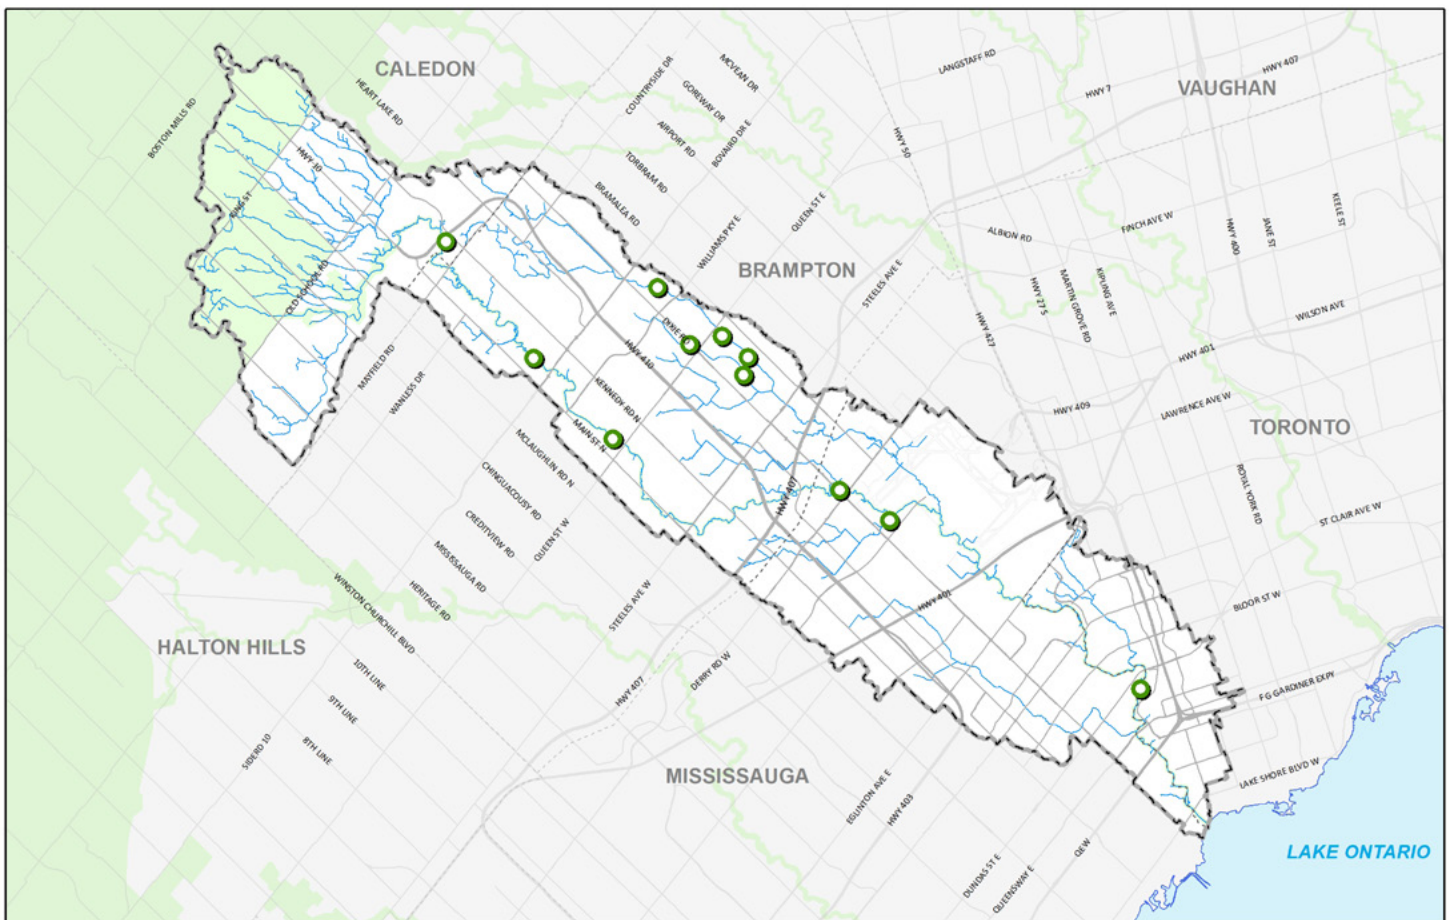 CALEDON
VAUGHAN
BRAMPTON
TORONTO
HALTON HILLS
MISSISSAUGA
LAKE ONTARIO
BOSTON MILLS RD
HEART LAKE RD
HWY 10
KING ST
OLD SCHOOL RD
MAYFIELD RD
WANLESS DR
COUNTRYSIDE DR
MCVEAN DR
GOREWAY DR
AIRPORT RD
BOVAIRD DR E
TORBRAM RD
BRAMALEA RD
WILLIAMS PKY E
QUEEN ST E
STEELES AVE E
DIXIE RD
HWY 410
KENNEDY RD N
MAIN ST N
MCLAUGHLIN RD N
CHINGUACOUSY RD
CREDITVIEW RD
QUEEN ST W
MISSISSAUGA RD
HERITAGE RD
WINSTON CHURCHILL BLVD
10TH LINE
9TH LINE
8TH LINE
SIDERD 10
STEELES AVE W
HWY 407
DERRY RD W
HWY 407
HWY 401
LANGSTAFF RD
HWY 7
HWY 407
HWY 50
ALBION RD
FINCH AVE W
HWY 400
JANE ST
KEELE ST
HWY 27 S
MARTIN GROVE RD
KIPLING AVE
HWY 427
WILSON AVE
HWY 401
HWY 409
LAWRENCE AVE W
ROYAL YORK RD
ST CLAIR AVE W
BLOOR ST W
F G GARDINER EXPY
LAKE SHORE BLVD W
EGLINTON AVE E
HWY 403
DUNDAS ST E
QUEENSWAY E
QEW